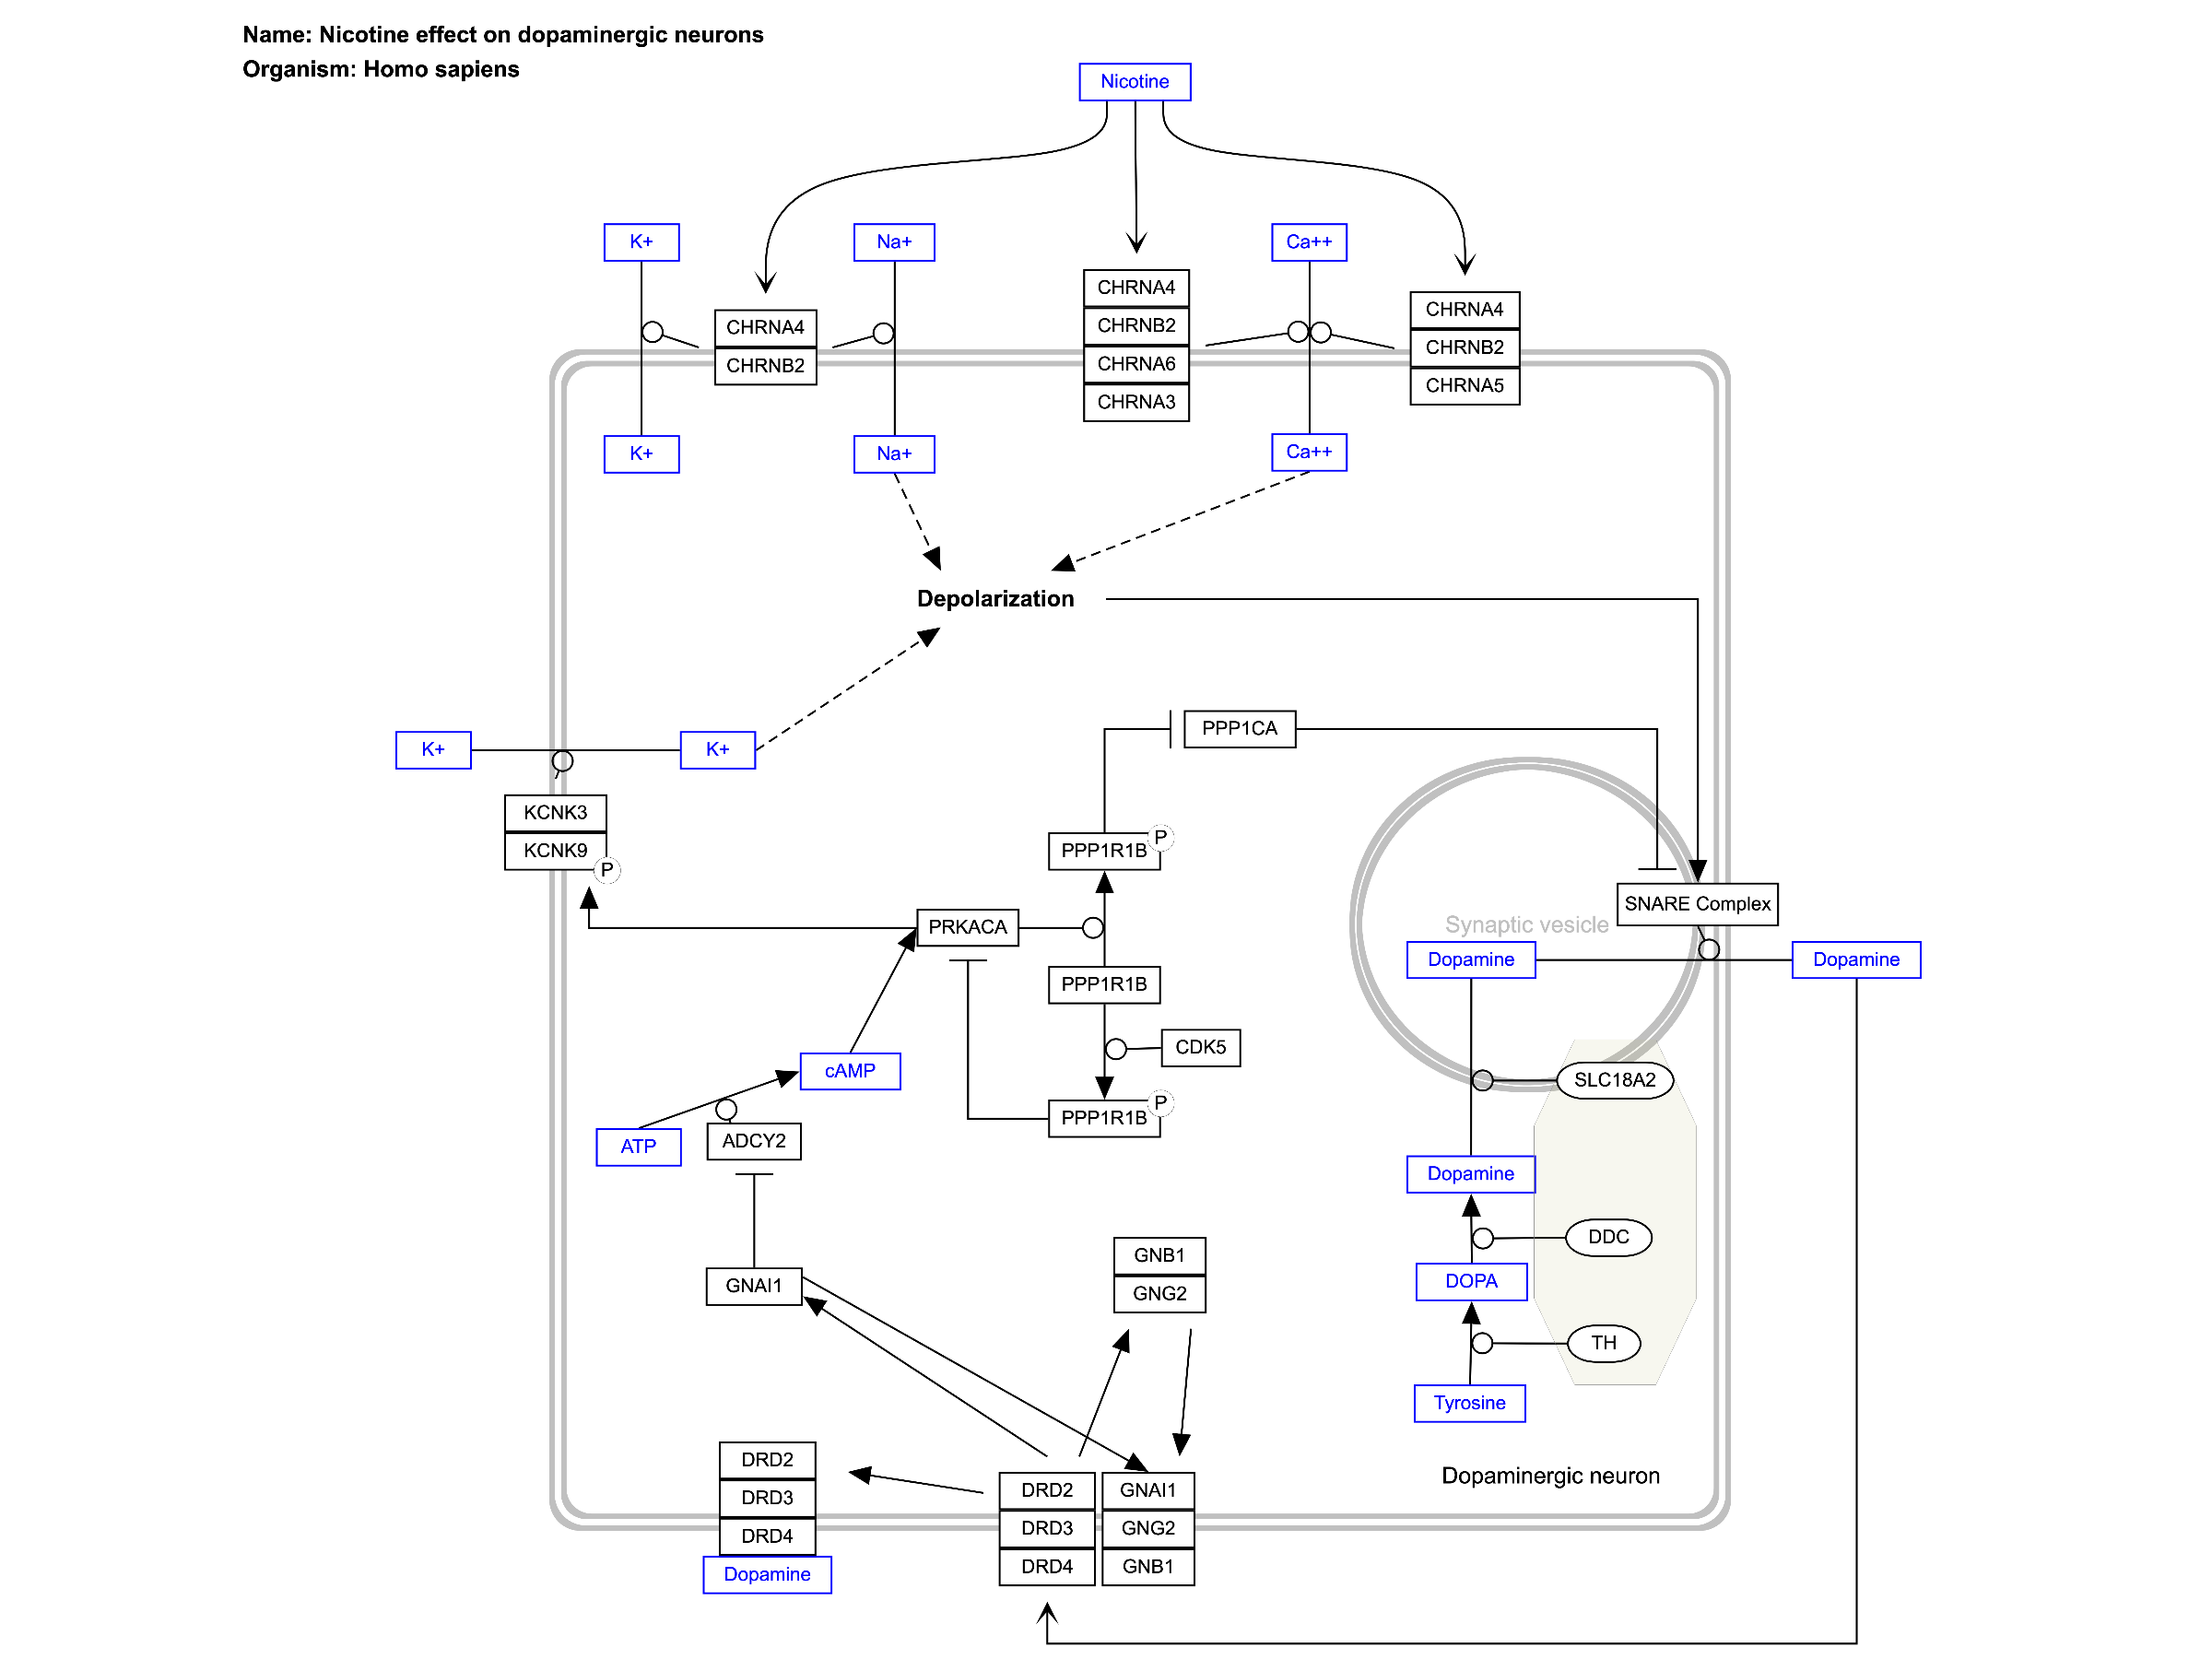 Name: Nicotine effect on dopaminergic neurons
Organism: Homo sapiens
Nicotine
K+
Na+
Ca++
CHRNA4
CHRNB2
CHRNA4
CHRNB2
CHRNA6
CHRNA3
CHRNA4
CHRNB2
CHRNA5
K+
Na+
Ca++
Depolarization
K+
K+
KCNK3
KCNK9
P
PPP1CA
PPP1R1B
P
PRKACA
PPP1R1B
CDK5
PPP1R1B
P
cAMP
ATP
ADCY2
GNAI1
GNB1
GNG2
SNARE Complex
Synaptic vesicle
Dopamine
Dopamine
SLC18A2
Dopamine
DDC
DOPA
TH
Tyrosine
Dopaminergic neuron
DRD2
DRD3
DRD4
Dopamine
DRD2
DRD3
DRD4
GNAI1
GNG2
GNB1